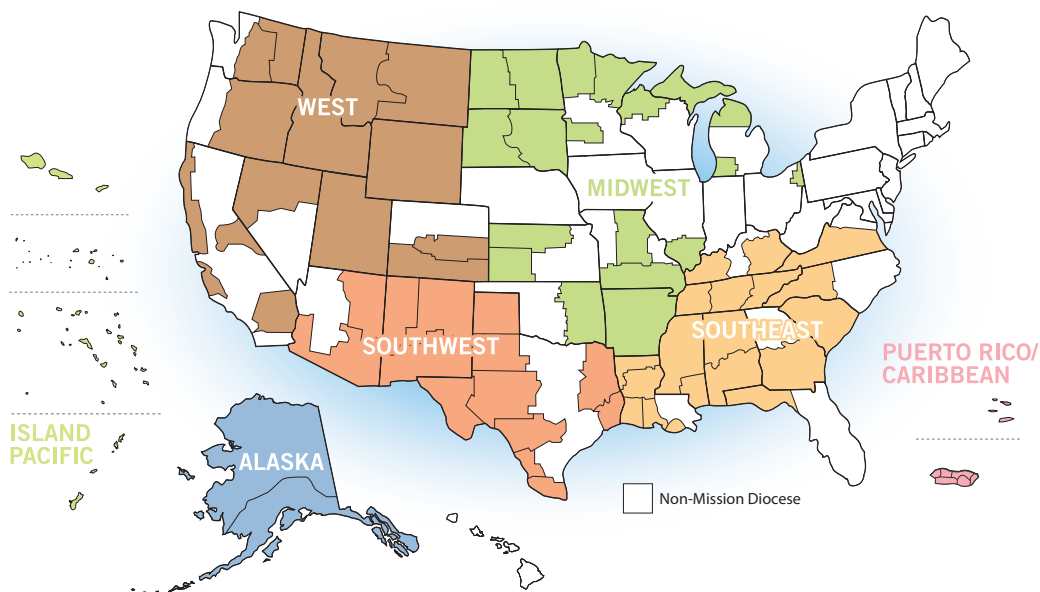 WEST
MIDWEST
SOUTHWEST
SOUTHEAST
PUERTO RICO/
CARIBBEAN
ISLAND
PACIFIC
ALASKA
Non-Mission Diocese